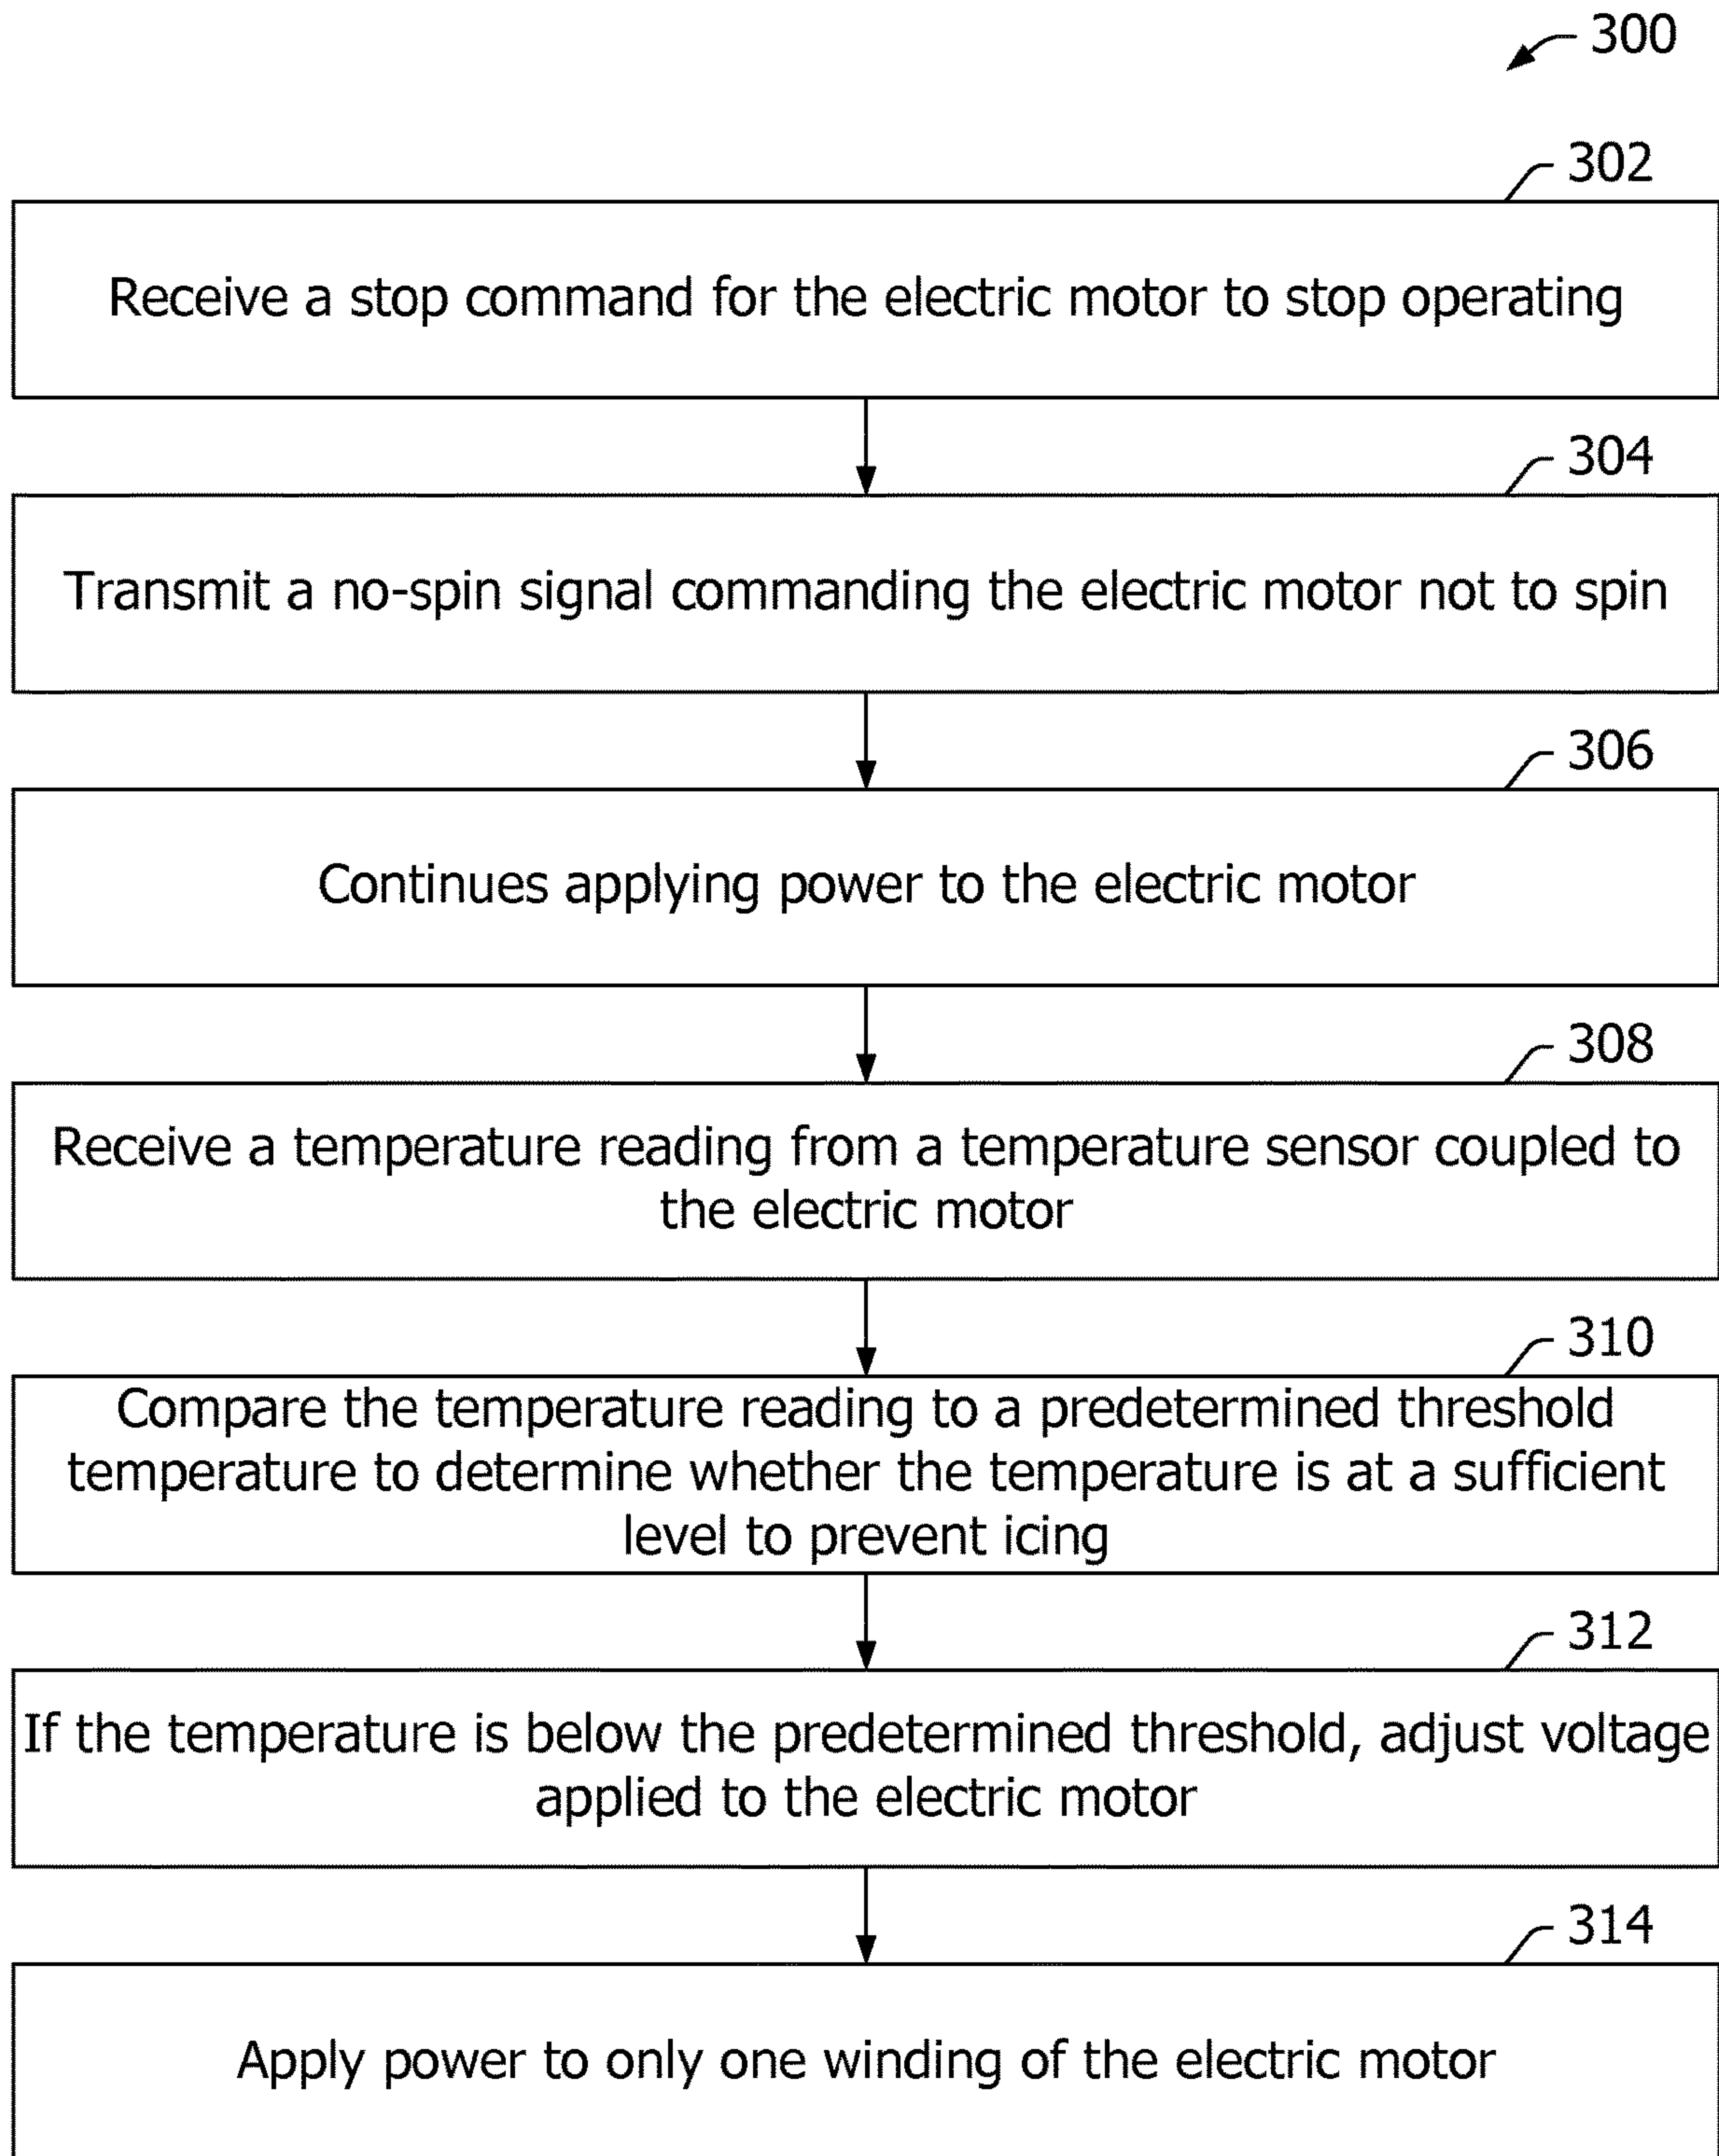 300
302
Receive a stop command for the electric motor to stop operating
304
Transmit a no-spin signal commanding the electric motor not to spin
306
Continues applying power to the electric motor
308
Receive a temperature reading from a temperature sensor coupled to
the electric motor
310
Compare the temperature reading to a predetermined threshold
temperature to determine whether the temperature is at a sufficient
level to prevent icing
312
If the temperature is below the predetermined threshold, adjust voltage
applied to the electric motor
314
Apply power to only one winding of the electric motor